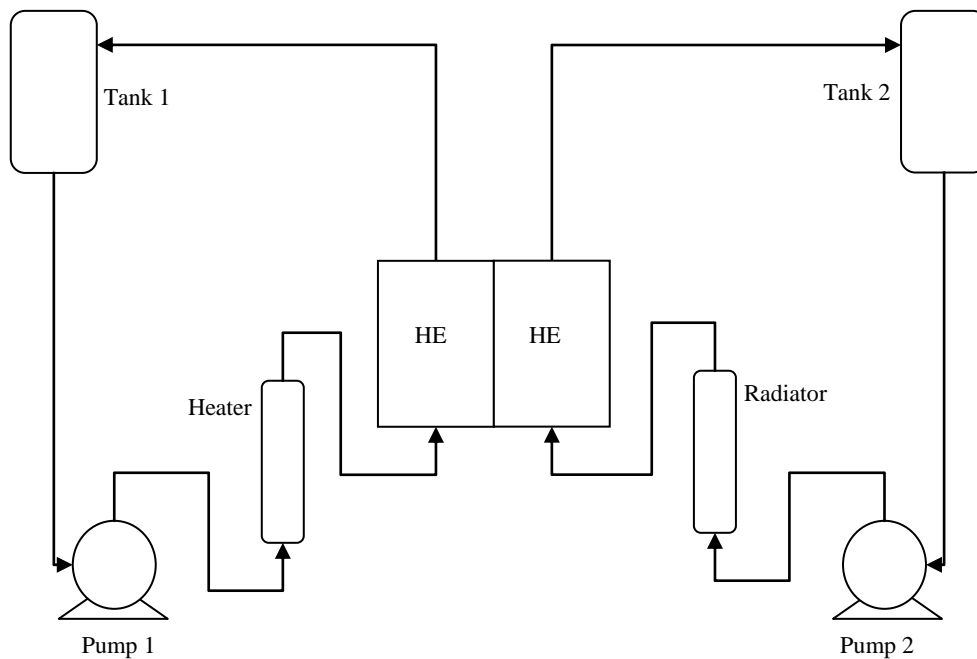 Tank 1
Tank 2
HE
HE
Heater
Radiator
Pump 1
Pump 2